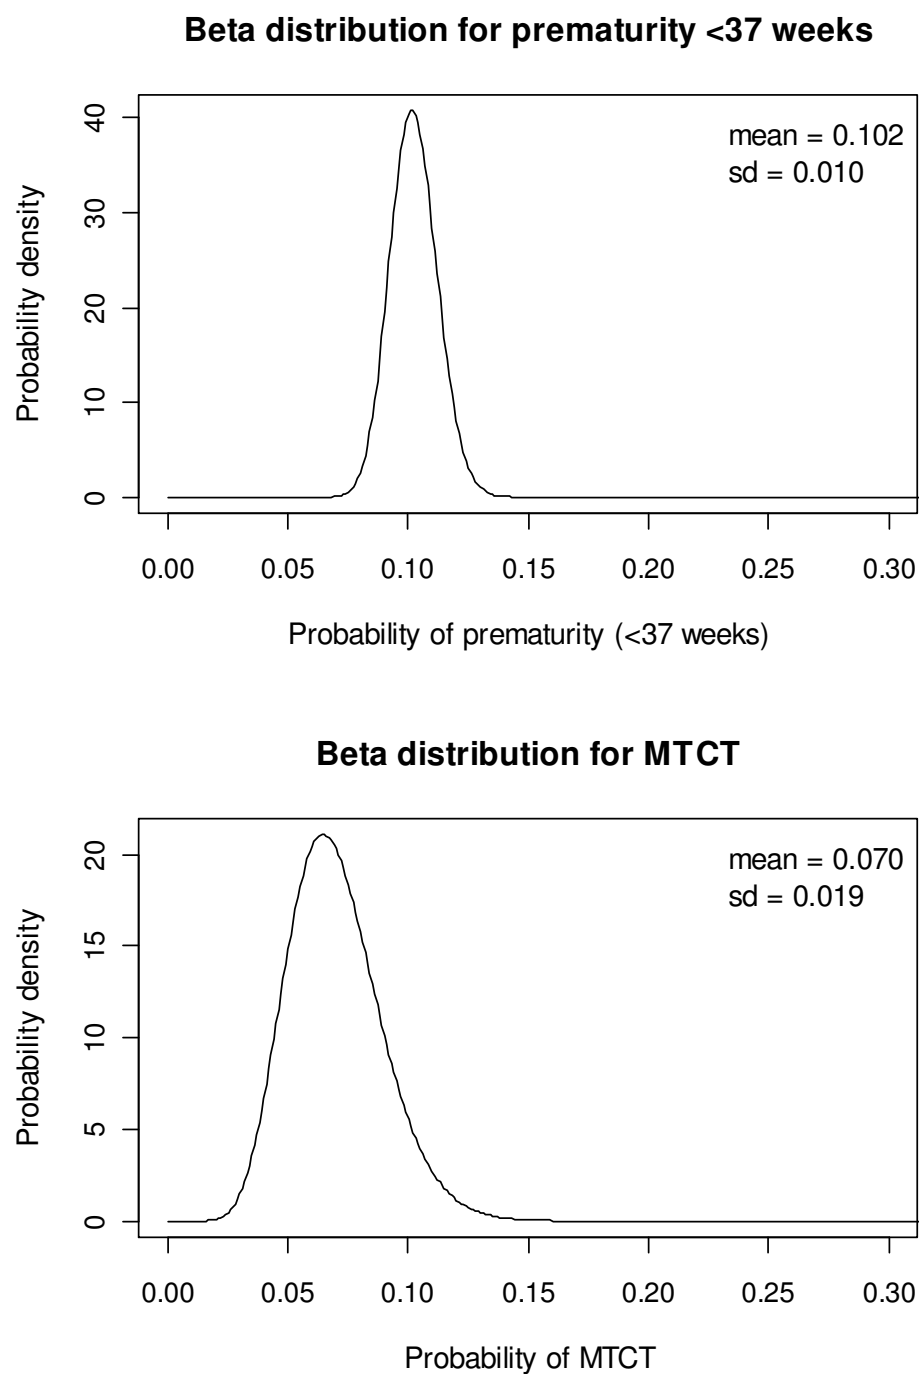 Beta distribution for prematurity <37 weeks
mean = 0.102
sd = 0.010
Probability density
40
30
20
10
0
0.00 0.05 0.10 0.15 0.20 0.25 0.30
Probability of prematurity (<37 weeks)
Beta distribution for MTCT
mean = 0.070
sd = 0.019
Probability density
20
15
10
5
0
0.00 0.05 0.10 0.15 0.20 0.25 0.30
Probability of MTCT